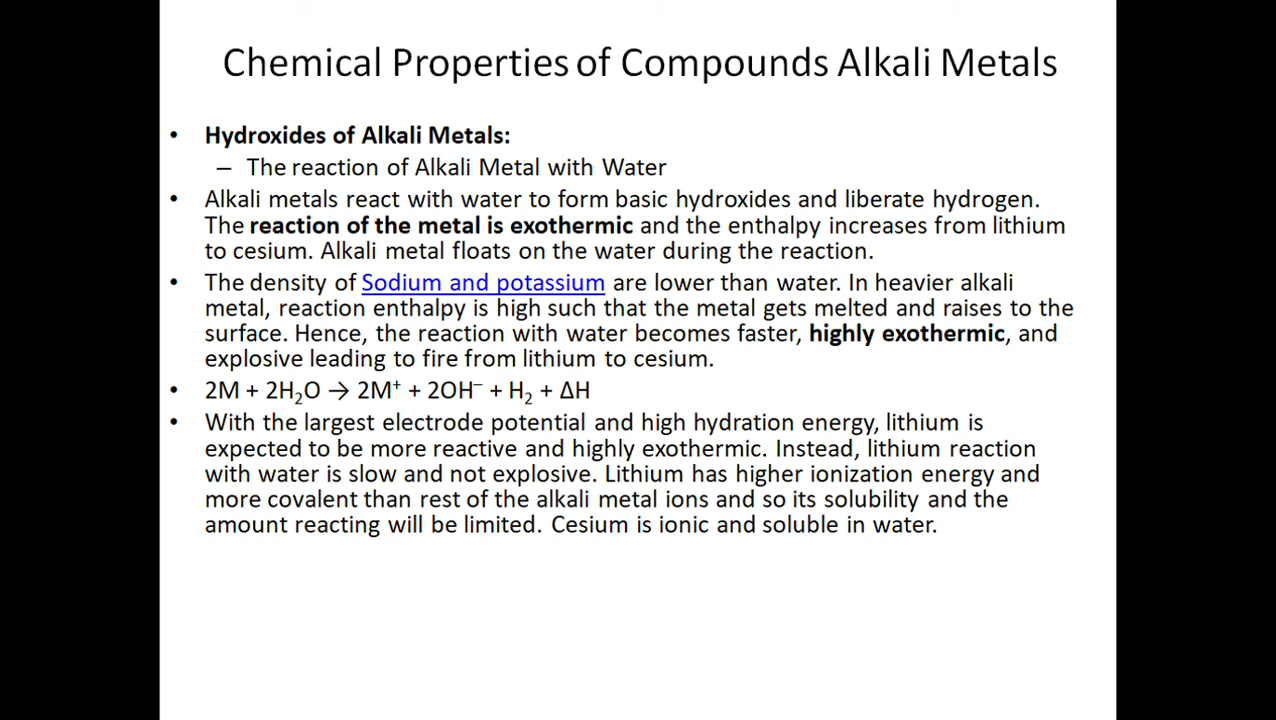 Chemical Properties of Compounds Alkali Metals
• Hydroxides of Alkali Metals:
– The reaction of Alkali Metal with Water
• Alkali metals react with water to form basic hydroxides and liberate hydrogen.
The reaction of the metal is exothermic and the enthalpy increases from lithium
to cesium. Alkali metal floats on the water during the reaction.
• The density of Sodium and potassium are lower than water. In heavier alkali
metal, reaction enthalpy is high such that the metal gets melted and raises to the
surface. Hence, the reaction with water becomes faster, highly exothermic, and
explosive leading to fire from lithium to cesium.
• 2M + 2H₂O → 2M⁺ + 2OH⁻ + H₂ + ΔH
• With the largest electrode potential and high hydration energy, lithium is
expected to be more reactive and highly exothermic. Instead, lithium reaction
with water is slow and not explosive. Lithium has higher ionization energy and
more covalent than rest of the alkali metal ions and so its solubility and the
amount reacting will be limited. Cesium is ionic and soluble in water.